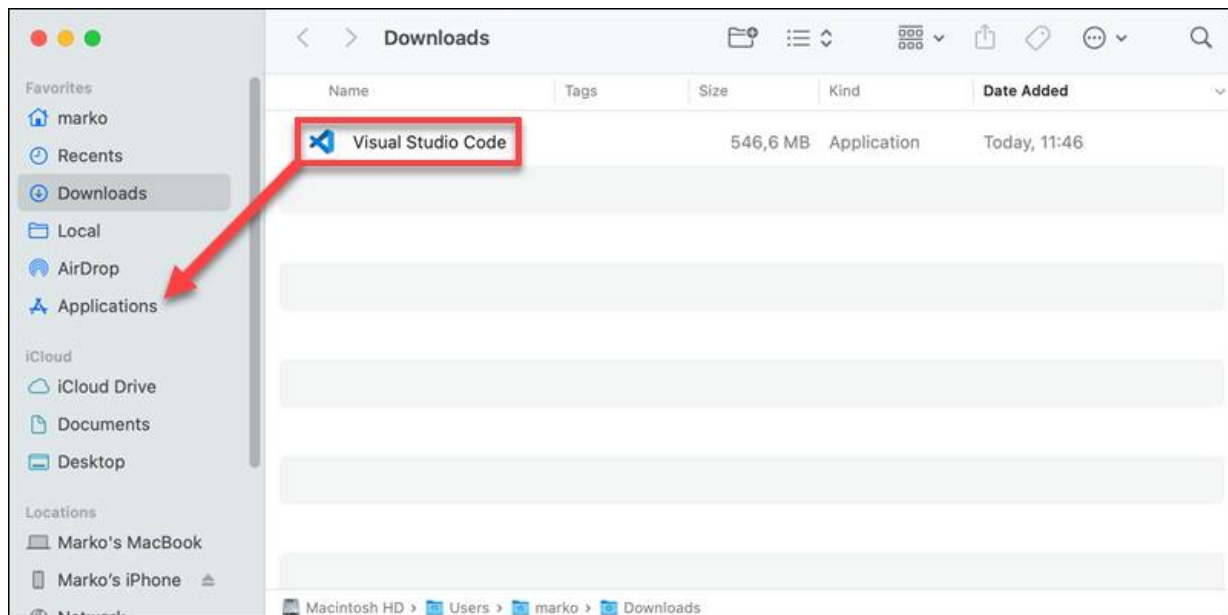 Downloads
Favorites
marko
Recents
Downloads
Local
AirDrop
Applications
iCloud
iCloud Drive
Documents
Desktop
Locations
Marko's MacBook
Marko's iPhone
Network
Name Tags Size Kind Date Added
Visual Studio Code 546,6 MB Application Today, 11:46
Macintosh HD › Users › marko › Downloads